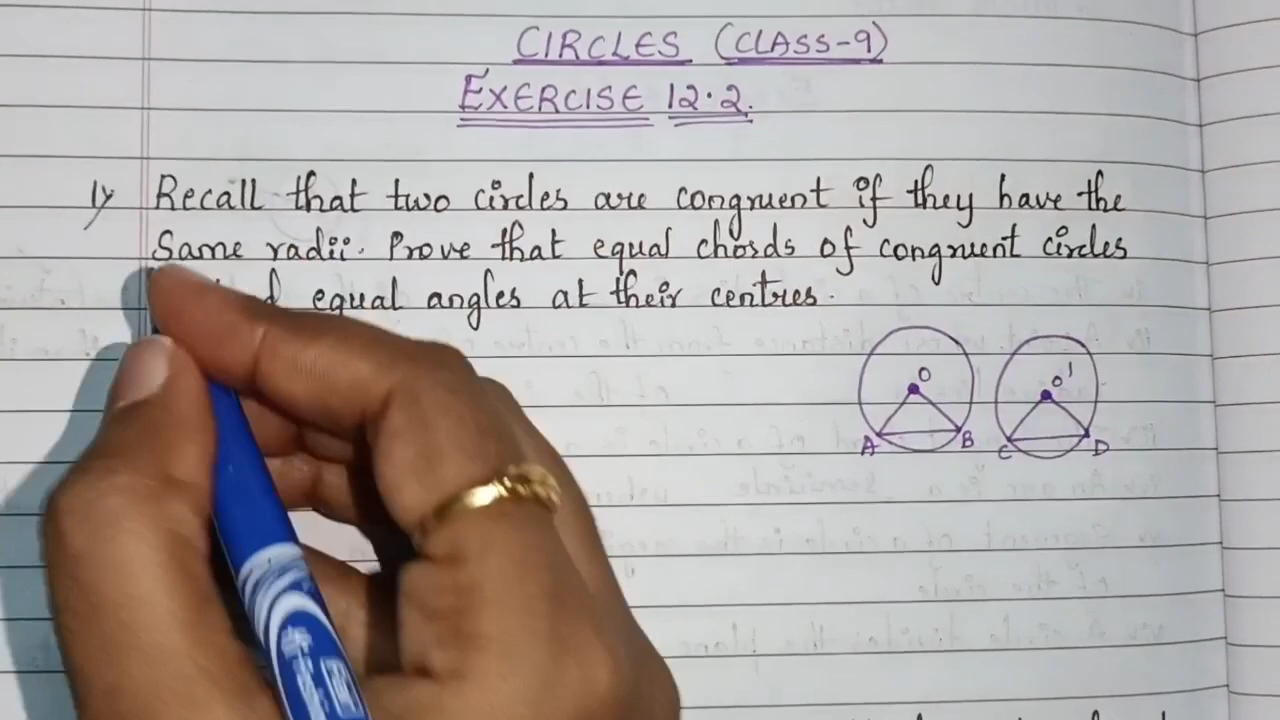 CIRCLES (CLASS-9)
EXERCISE 12.2.
1) Recall that two circles are congruent if they have the
Same radii. Prove that equal chords of congruent circles
equal angles at their centres.
O
O'
A
B
C
D